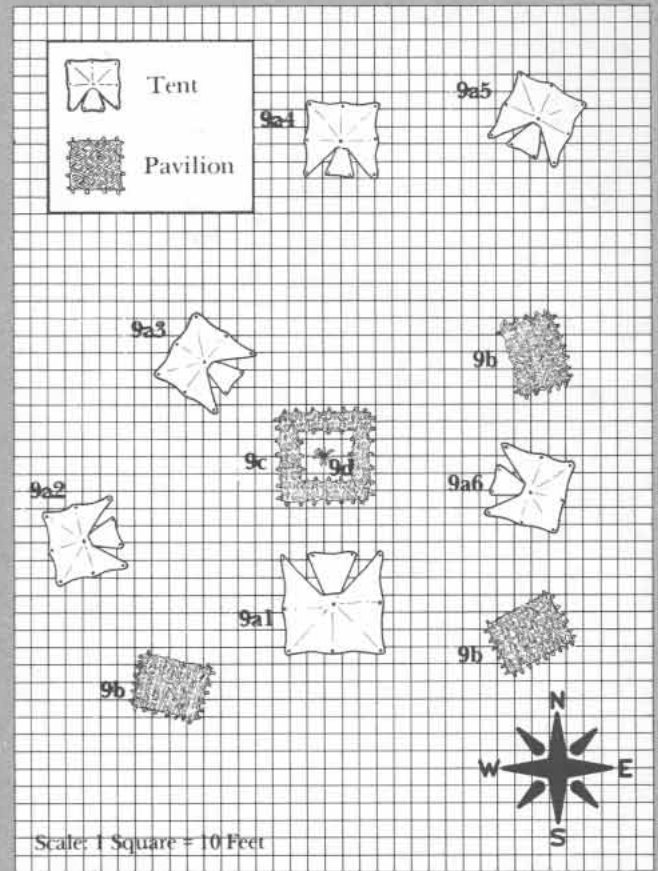 Tent
Pavilion
9a4
9a5
9a3
9b
9c
9d
9a2
9a6
9a1
9b
9b
N
W
E
S
Scale: 1 Square = 10 Feet